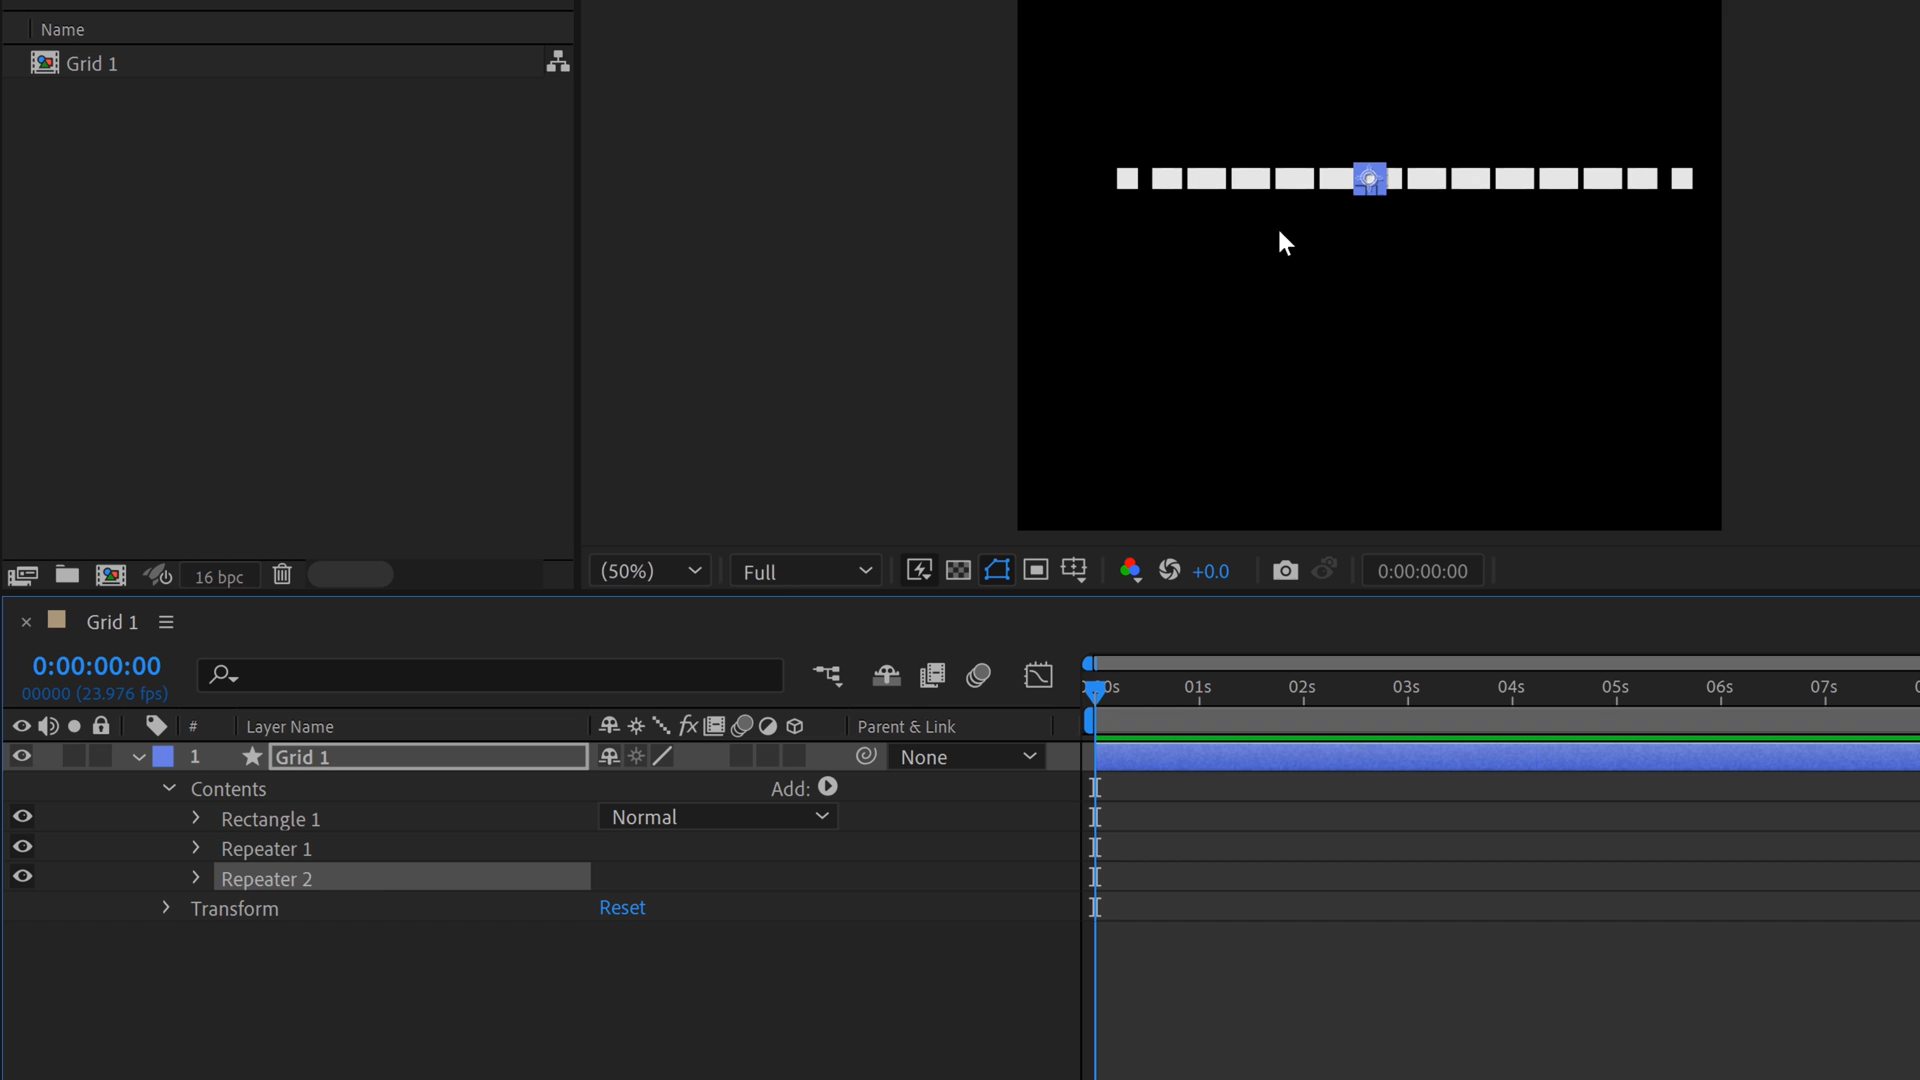 Name
Grid 1
16 bpc
(50%)
Full
+0.0
0:00:00:00
Grid 1
0:00:00:00
00000 (23.976 fps)
01s 02s 03s 04s 05s 06s 07s
# Layer Name
fx
Parent & Link
1 Grid 1
None
Contents
Add:
Rectangle 1
Normal
Repeater 1
Repeater 2
Transform
Reset